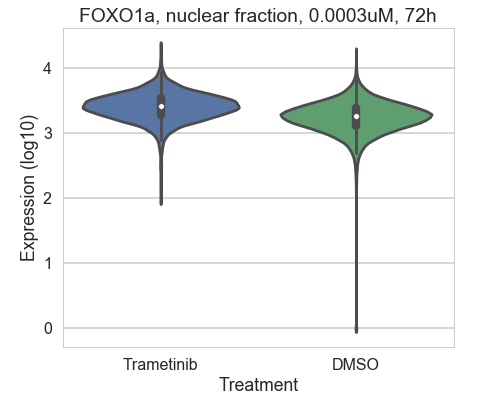 FOXO1a, nuclear fraction, 0.0003uM, 72h
4
3
2
1
0
Expression (log10)
Trametinib DMSO
Treatment